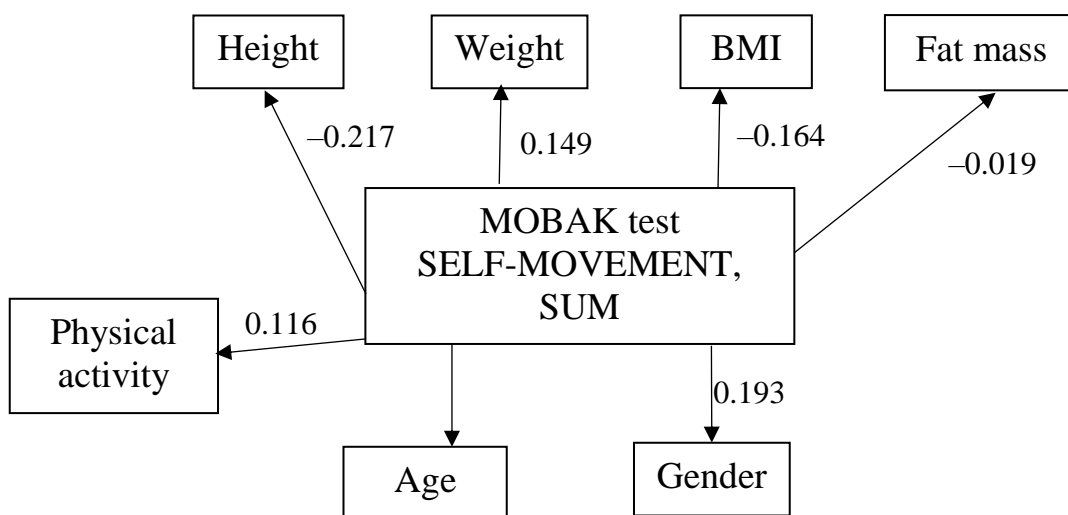 Height
Weight
BMI
Fat mass
–0.217
0.149
–0.164
–0.019
MOBAK test
SELF-MOVEMENT,
SUM
Physical
activity
0.116
0.193
Age
Gender